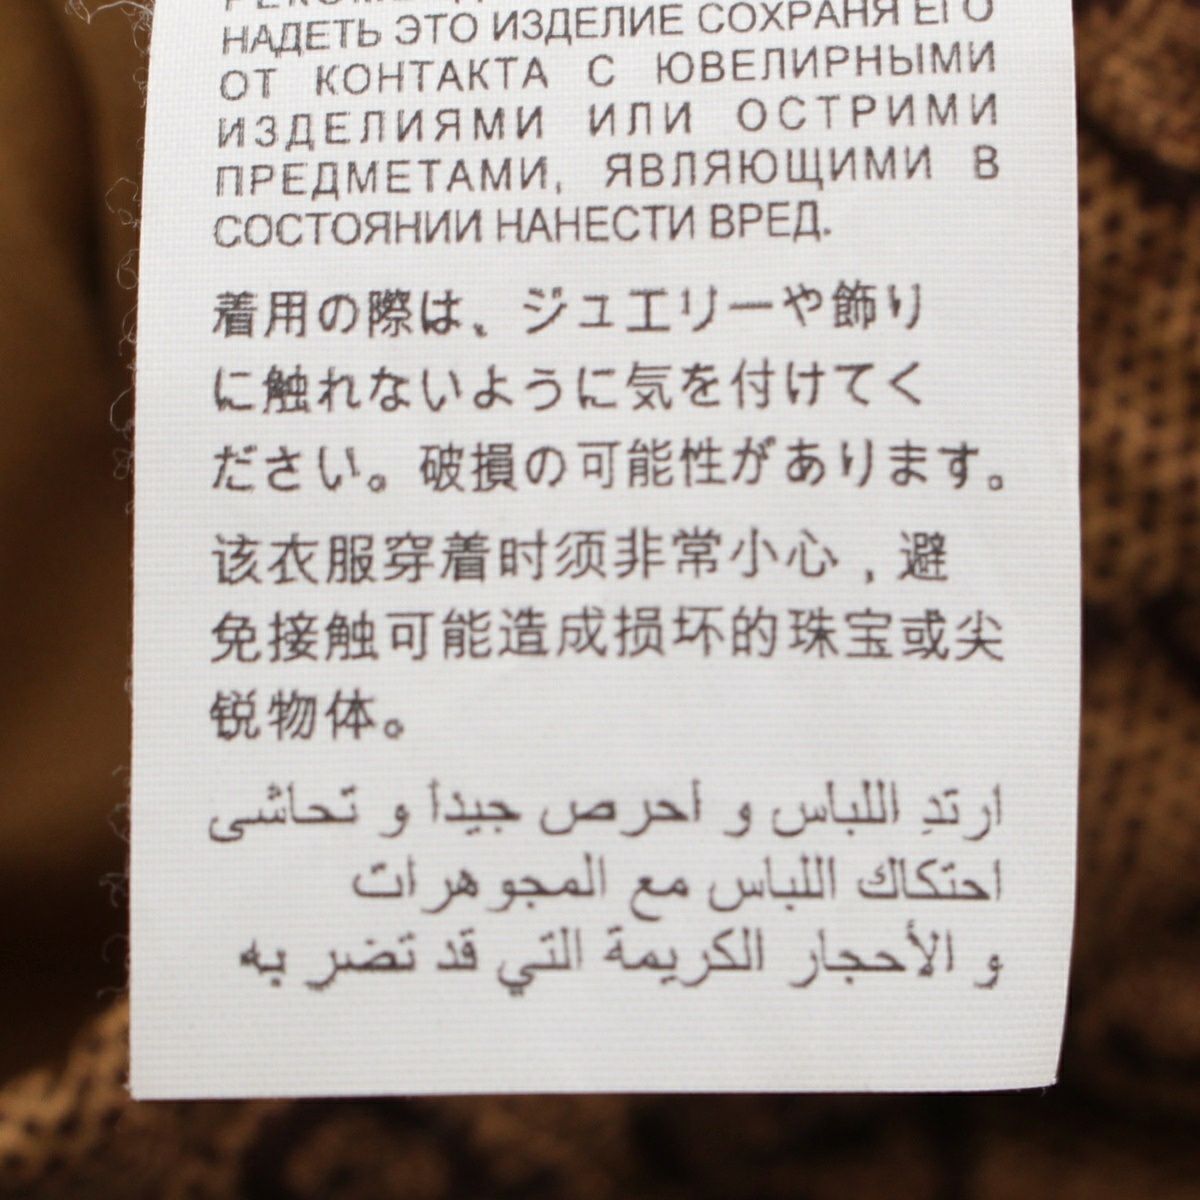 НАДЕТЬ ЭТО ИЗДЕЛИЕ СОХРАНЯ ЕГО
ОТ КОНТАКТА С ЮВЕЛИРНЫМИ
ИЗДЕЛИЯМИ ИЛИ ОСТРИМИ
ПРЕДМЕТАМИ, ЯВЛЯЮЩИМИ В
СОСТОЯНИИ НАНЕСТИ ВРЕД.
着用の際は、ジュエリーや飾り
に触れないように気を付けてく
ださい。破損の可能性があります。
该衣服穿着时须非常小心，避
免接触可能造成损坏的珠宝或尖
锐物体。
ارتدِ اللباس و احرص جيداً و تحاشى
احتكاك اللباس مع المجوهرات
و الأحجار الكريمة التي قد تضر به